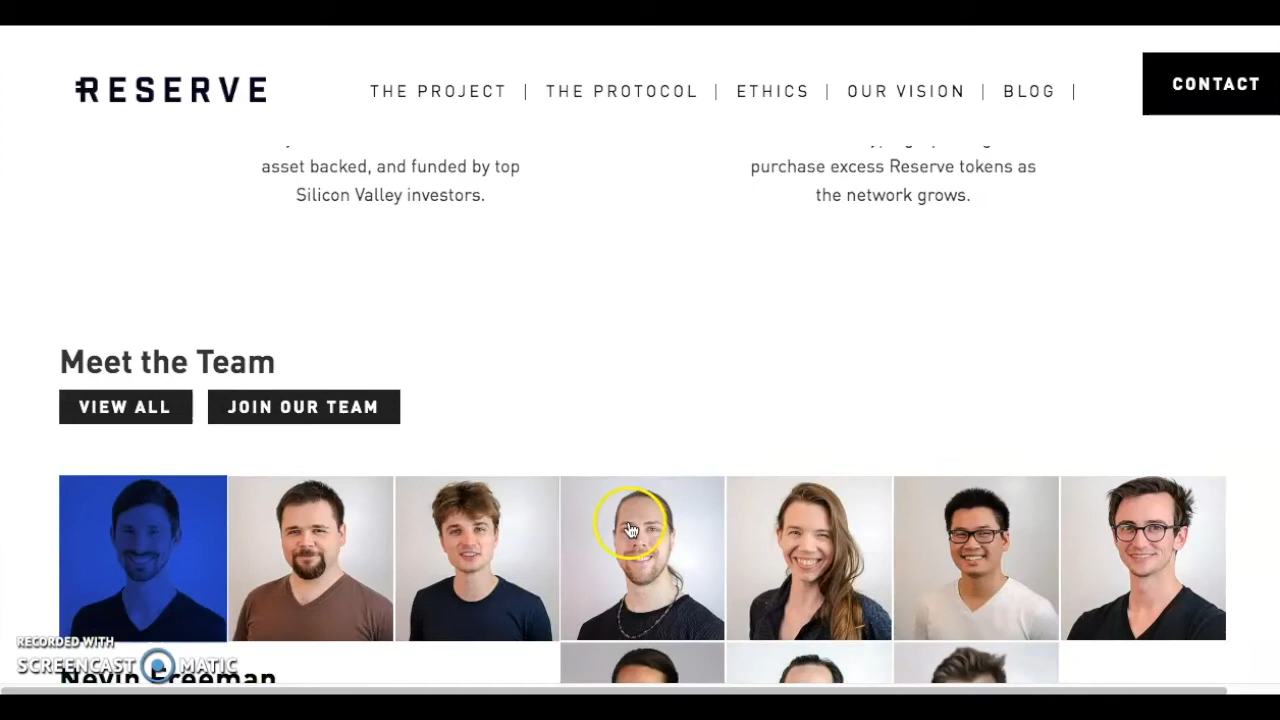 RESERVE
THE PROJECT | THE PROTOCOL | ETHICS | OUR VISION | BLOG |
CONTACT
asset backed, and funded by top
Silicon Valley investors.
purchase excess Reserve tokens as
the network grows.
Meet the Team
VIEW ALL
JOIN OUR TEAM
RECORDED WITH
SCREENCAST MATIC
Nevin Freeman